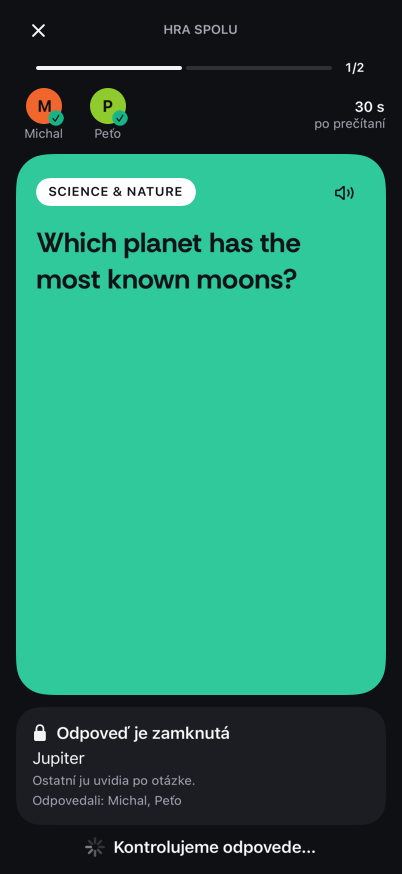 HRA SPOLU
1/2
M
P
Michal
Peťo
30 s
po prečítaní
SCIENCE & NATURE
Which planet has the
most known moons?
Odpoveď je zamknutá
Jupiter
Ostatní ju uvidia po otázke.
Odpovedali: Michal, Peťo
Kontrolujeme odpovede...